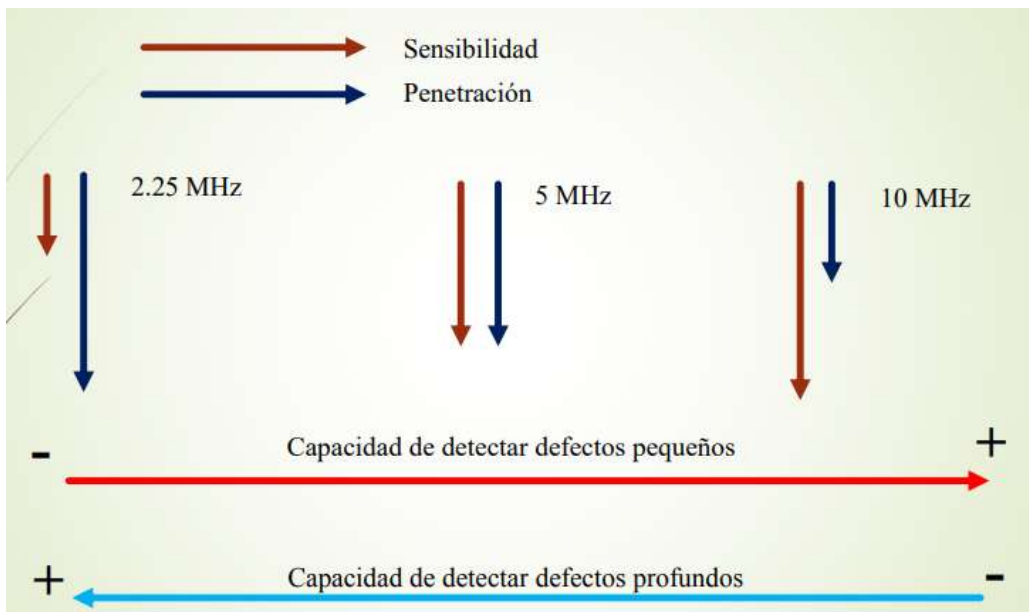 Sensibilidad
Penetración
2.25 MHz
5 MHz
10 MHz
- Capacidad de detectar defectos pequeños +
+ Capacidad de detectar defectos profundos -